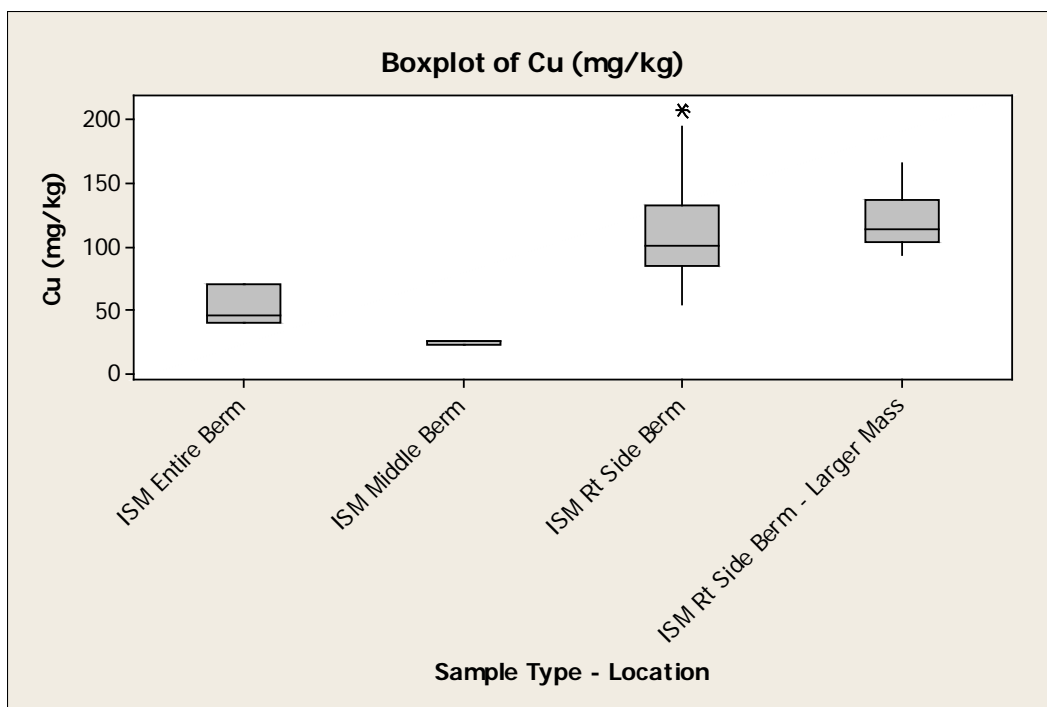 Boxplot of Cu (mg/kg)
Cu (mg/kg)
200
150
100
50
0
ISM Entire Berm
ISM Middle Berm
ISM Rt Side Berm
ISM Rt Side Berm - Larger Mass
Sample Type - Location